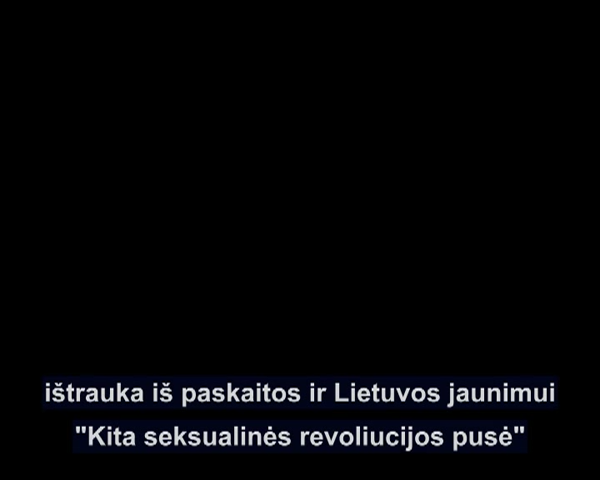 ištrauka iš paskaitos ir Lietuvos jaunimui
"Kita seksualinės revoliucijos pusė"